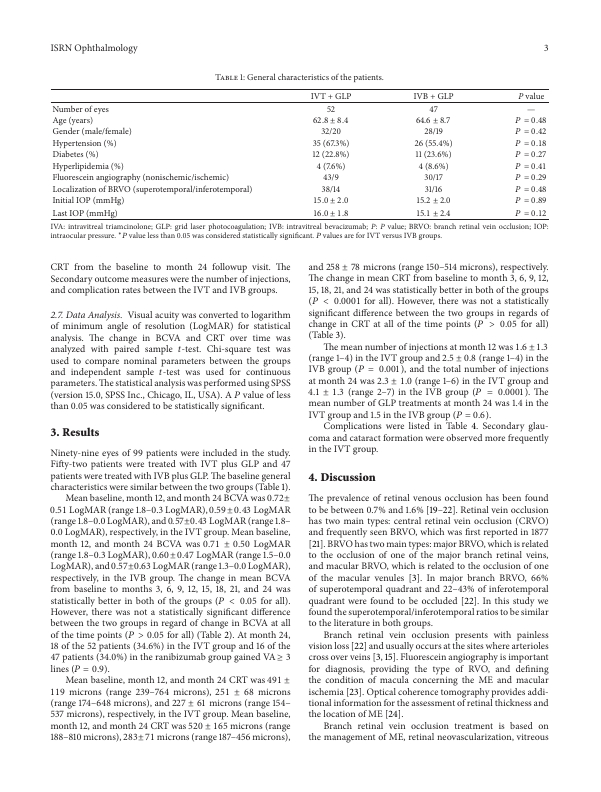 ISRN Ophthalmology
3
TABLE 1: General characteristics of the patients.
IVT + GLP IVB + GLP P value
Number of eyes 52 47 —
Age (years) 62.8 ± 8.4 64.6 ± 8.7 P = 0.48
Gender (male/female) 32/20 28/19 P = 0.42
Hypertension (%) 35 (67.3%) 26 (55.4%) P = 0.18
Diabetes (%) 12 (22.8%) 11 (23.6%) P = 0.27
Hyperlipidemia (%) 4 (7.6%) 4 (8.6%) P = 0.41
Fluorescein angiography (nonischemic/ischemic) 43/9 30/17 P = 0.29
Localization of BRVO (superotemporal/inferotemporal) 38/14 31/16 P = 0.48
Initial IOP (mmHg) 15.0 ± 2.0 15.2 ± 2.0 P = 0.89
Last IOP (mmHg) 16.0 ± 1.8 15.1 ± 2.4 P = 0.12
IVA: intravitreal triamcinolone; GLP: grid laser photocoagulation; IVB: intravitreal bevacizumab; P: P value; BRVO: branch retinal vein occlusion; IOP:
intraocular pressure. *P value less than 0.05 was considered statistically significant. P values are for IVT versus IVB groups.
CRT from the baseline to month 24 followup visit. The
Secondary outcome measures were the number of injections,
and complication rates between the IVT and IVB groups.
2.7. Data Analysis. Visual acuity was converted to logarithm
of minimum angle of resolution (LogMAR) for statistical
analysis. The change in BCVA and CRT over time was
analyzed with paired sample t-test. Chi-square test was
used to compare nominal parameters between the groups
and independent sample t-test was used for continuous
parameters. The statistical analysis was performed using SPSS
(version 15.0, SPSS Inc., Chicago, IL, USA). A P value of less
than 0.05 was considered to be statistically significant.
3. Results
Ninety-nine eyes of 99 patients were included in the study.
Fifty-two patients were treated with IVT plus GLP and 47
patients were treated with IVB plus GLP. The baseline general
characteristics were similar between the two groups (Table 1).
Mean baseline, month 12, and month 24 BCVA was 0.72±
0.51 LogMAR (range 1.8–0.3 LogMAR), 0.59±0.43 LogMAR
(range 1.8–0.0 LogMAR), and 0.57±0.43 LogMAR (range 1.8–
0.0 LogMAR), respectively, in the IVT group. Mean baseline,
month 12, and month 24 BCVA was 0.71 ± 0.50 LogMAR
(range 1.8–0.3 LogMAR), 0.60±0.47 LogMAR (range 1.5–0.0
LogMAR), and 0.57±0.63 LogMAR (range 1.3–0.0 LogMAR),
respectively, in the IVB group. The change in mean BCVA
from baseline to months 3, 6, 9, 12, 15, 18, 21, and 24 was
statistically better in both of the groups (P < 0.05 for all).
However, there was not a statistically significant difference
between the two groups in regard of change in BCVA at all
of the time points (P > 0.05 for all) (Table 2). At month 24,
18 of the 52 patients (34.6%) in the IVT group and 16 of the
47 patients (34.0%) in the ranibizumab group gained VA ≥ 3
lines (P = 0.9).
Mean baseline, month 12, and month 24 CRT was 491 ±
119 microns (range 239–764 microns), 251 ± 68 microns
(range 174–648 microns), and 227 ± 61 microns (range 154–
537 microns), respectively, in the IVT group. Mean baseline,
month 12, and month 24 CRT was 520 ± 165 microns (range
188–810 microns), 283±71 microns (range 187–456 microns),
and 258 ± 78 microns (range 150–514 microns), respectively.
The change in mean CRT from baseline to month 3, 6, 9, 12,
15, 18, 21, and 24 was statistically better in both of the groups
(P < 0.0001 for all). However, there was not a statistically
significant difference between the two groups in regards of
change in CRT at all of the time points (P > 0.05 for all)
(Table 3).
The mean number of injections at month 12 was 1.6 ± 1.3
(range 1–4) in the IVT group and 2.5 ± 0.8 (range 1–4) in the
IVB group (P = 0.001), and the total number of injections
at month 24 was 2.3 ± 1.0 (range 1–6) in the IVT group and
4.1 ± 1.3 (range 2–7) in the IVB group (P = 0.0001). The
mean number of GLP treatments at month 24 was 1.4 in the
IVT group and 1.5 in the IVB group (P = 0.6).
Complications were listed in Table 4. Secondary glau-
coma and cataract formation were observed more frequently
in the IVT group.
4. Discussion
The prevalence of retinal venous occlusion has been found
to be between 0.7% and 1.6% [19–22]. Retinal vein occlusion
has two main types: central retinal vein occlusion (CRVO)
and frequently seen BRVO, which was first reported in 1877
[21]. BRVO has two main types: major BRVO, which is related
to the occlusion of one of the major branch retinal veins,
and macular BRVO, which is related to the occlusion of one
of the macular venules [3]. In major branch BRVO, 66%
of superotemporal quadrant and 22–43% of inferotemporal
quadrant were found to be occluded [22]. In this study we
found the superotemporal/inferotemporal ratios to be similar
to the literature in both groups.
Branch retinal vein occlusion presents with painless
vision loss [22] and usually occurs at the sites where arterioles
cross over veins [3, 15]. Fluorescein angiography is important
for diagnosis, providing the type of RVO, and defining
the condition of macula concerning the ME and macular
ischemia [23]. Optical coherence tomography provides addi-
tional information for the assessment of retinal thickness and
the location of ME [24].
Branch retinal vein occlusion treatment is based on
the management of ME, retinal neovascularization, vitreous